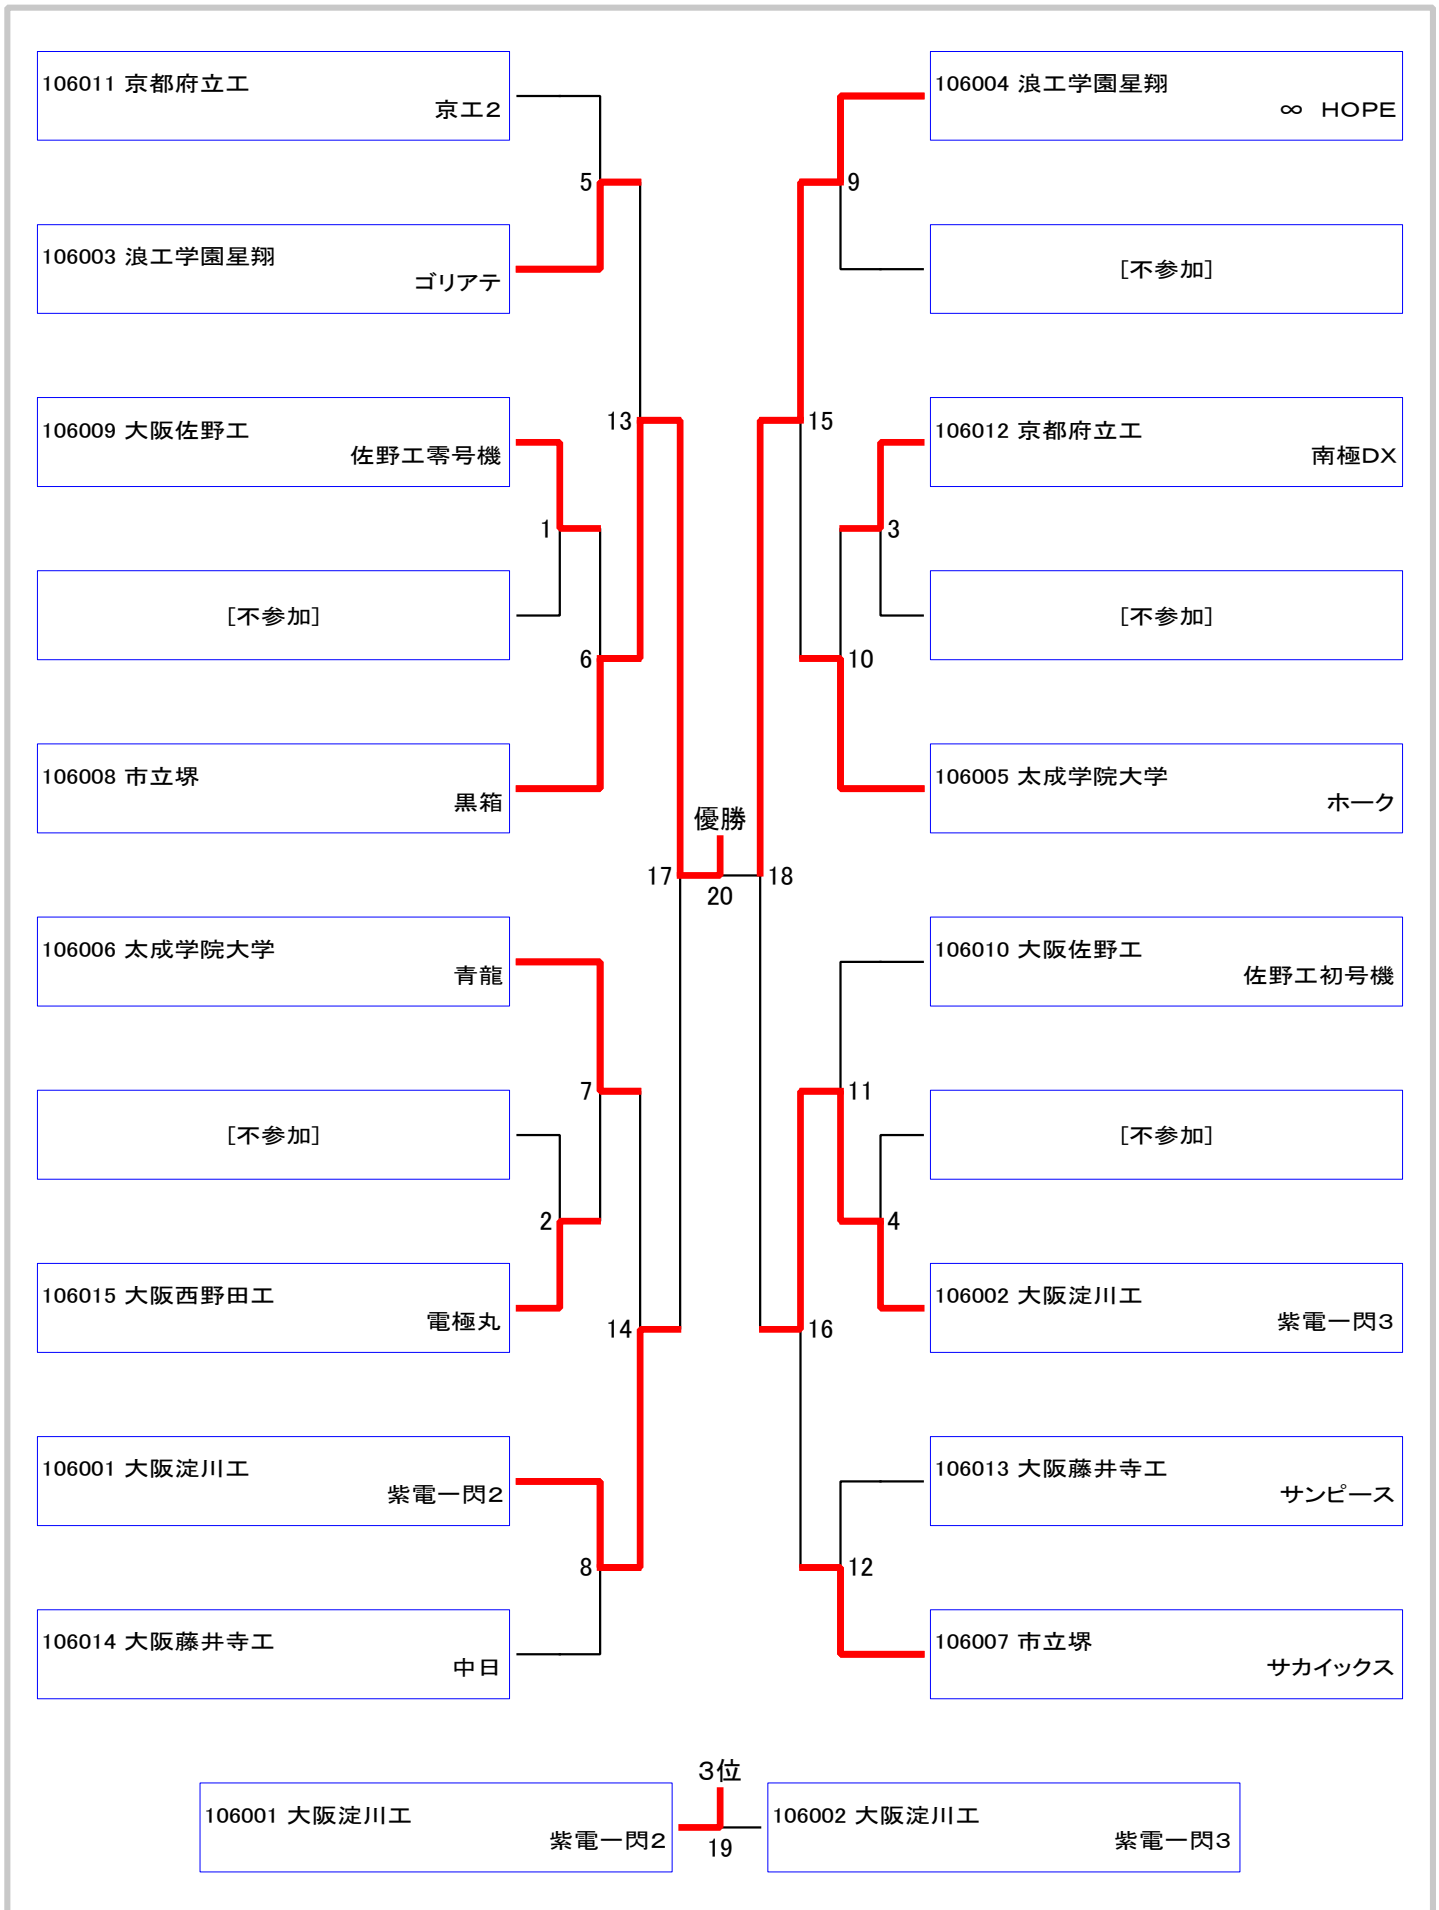 106011 京都府立工
京工2
5
106003 浪工学園星翔
ゴリアテ
13
106009 大阪佐野工
佐野工零号機
1
[不参加]
6
106008 市立堺
黒箱
17
106006 太成学院大学
青龍
7
[不参加]
2
106015 大阪西野田工
電極丸
14
106001 大阪淀川工
紫電一閃2
8
106014 大阪藤井寺工
中日
優勝
20
106004 浪工学園星翔
∞ HOPE
9
[不参加]
15
106012 京都府立工
南極DX
3
[不参加]
10
106005 太成学院大学
ホーク
18
106010 大阪佐野工
佐野工初号機
11
[不参加]
4
106002 大阪淀川工
紫電一閃3
16
106013 大阪藤井寺工
サンピース
12
106007 市立堺
サカイックス
3位
106001 大阪淀川工
紫電一閃2
19
106002 大阪淀川工
紫電一閃3